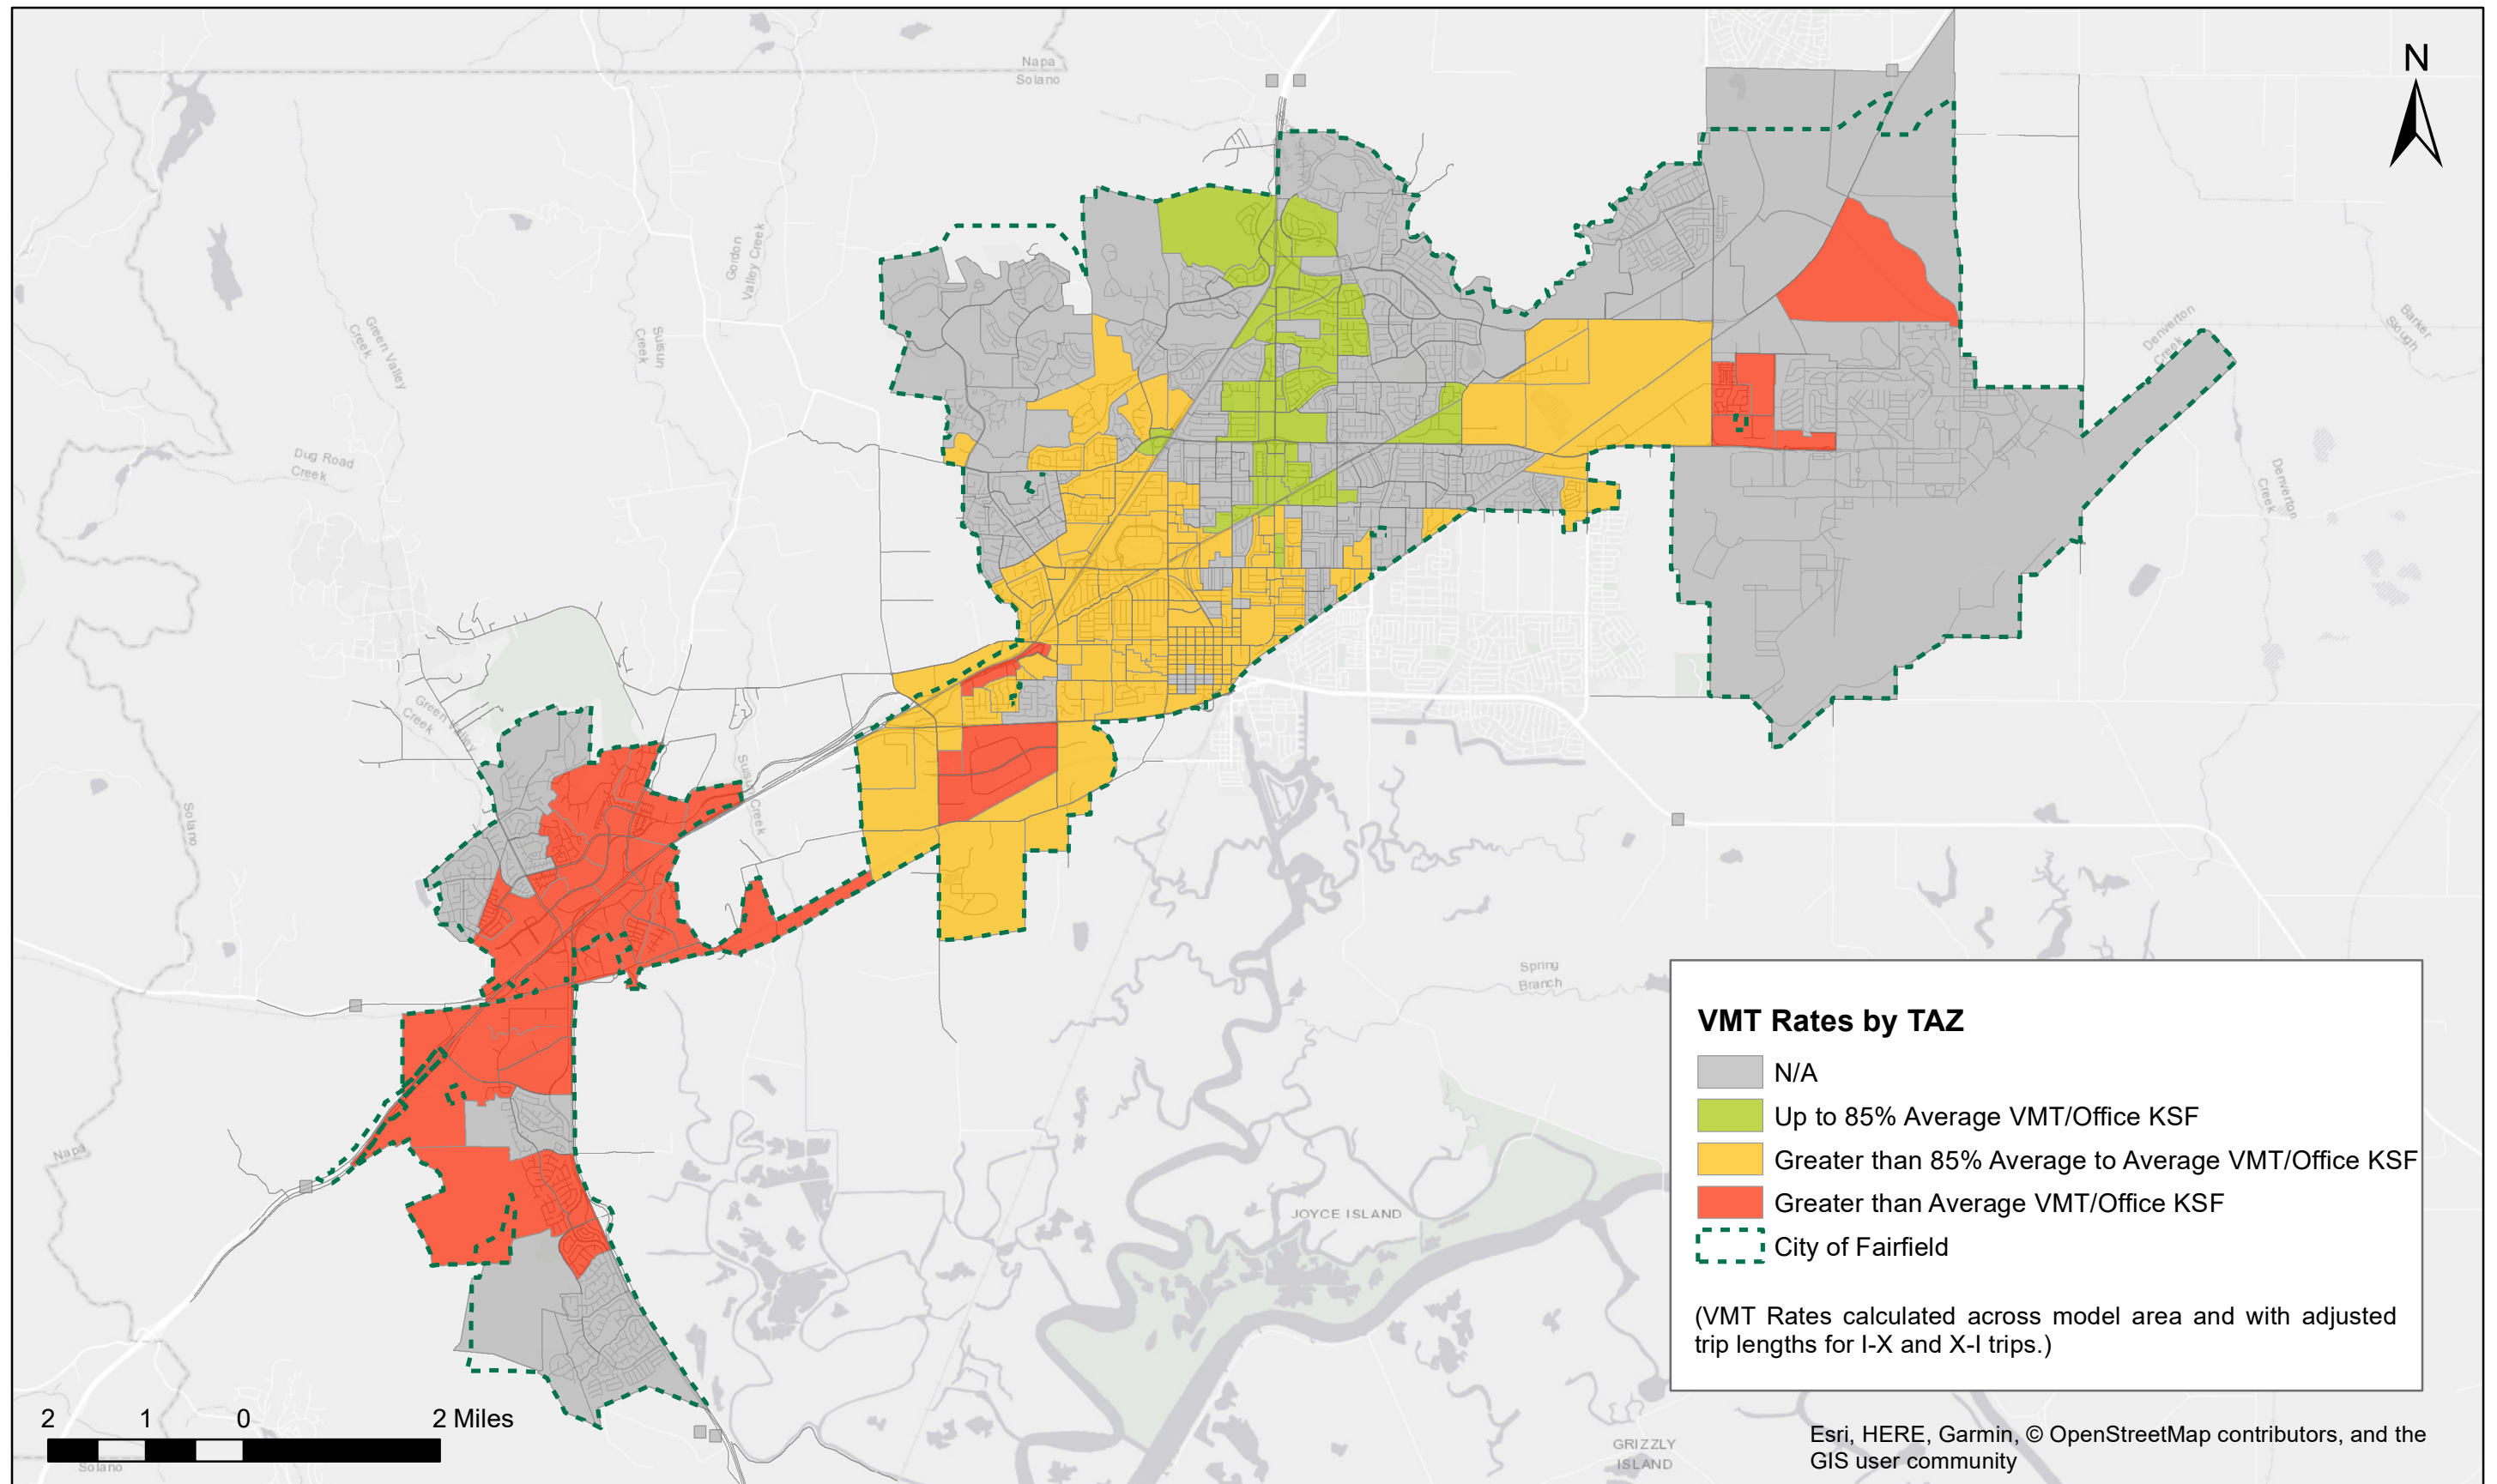 Napa
Solano
N
Gordon
Valley Creek
Suisun
Creek
Green Valley
Creek
Barker
Slough
Denverton
Creek
Dug Road
Creek
Denverton
Creek
Green Valley
Creek
Solano
Creek
Spring
Branch
VMT Rates by TAZ
N/A
Up to 85% Average VMT/Office KSF
Greater than 85% Average to Average VMT/Office KSF
Greater than Average VMT/Office KSF
City of Fairfield
(VMT Rates calculated across model area and with adjusted
trip lengths for I-X and X-I trips.)
Napa
JOYCE ISLAND
2 1 0 2 Miles
Solano
GRIZZLY
ISLAND
Esri, HERE, Garmin, © OpenStreetMap contributors, and the
GIS user community